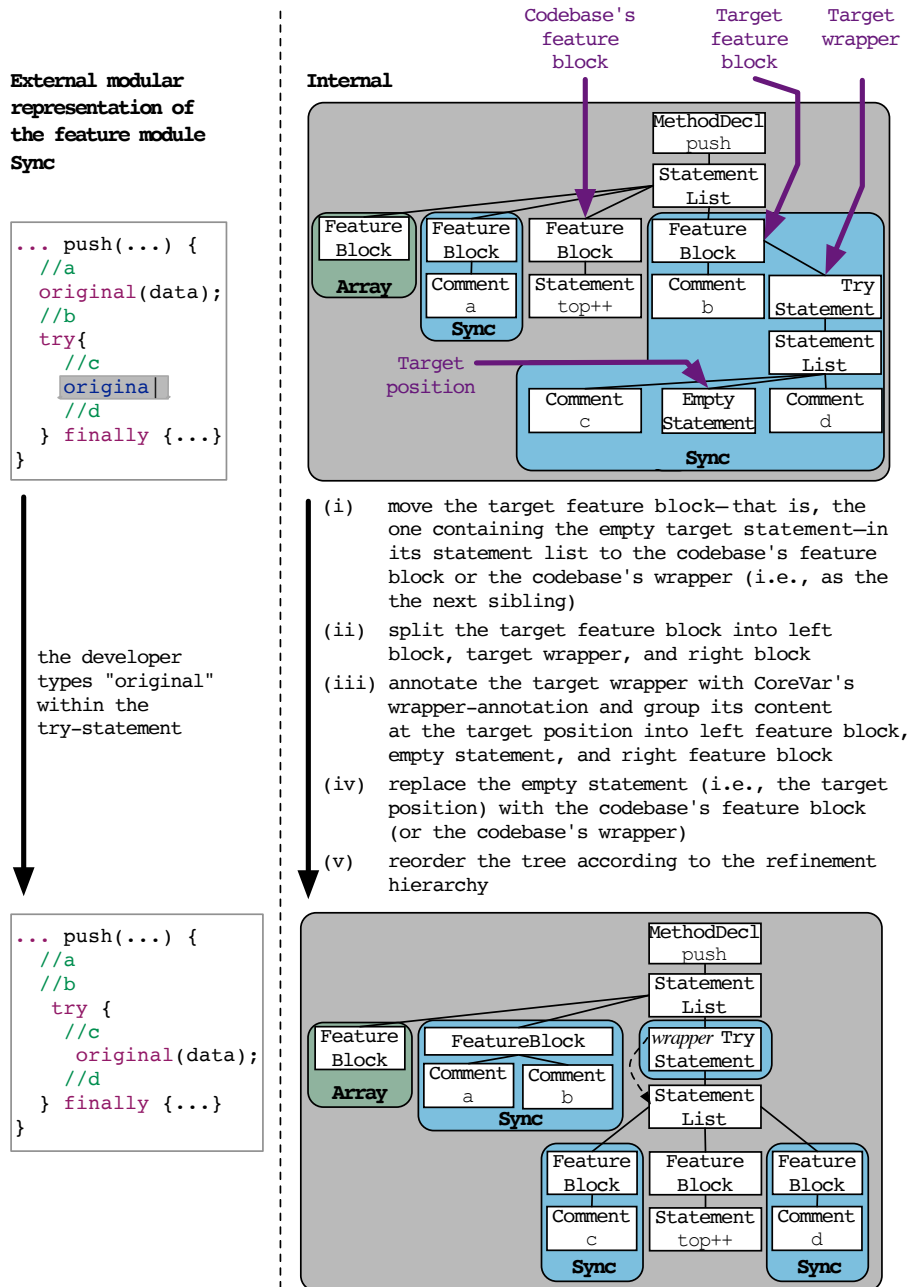 Codebase's
feature
block
Target
feature
block
Target
wrapper
External modular
representation of
the feature module
Sync
Internal
... push(...) {
//a
original(data);
//b
try{
//c
origina
//d
} finally {...}
}
MethodDecl
push
Statement
List
Feature
Block
Array
Feature
Block
Comment
a
Sync
Feature
Block
Statement
top++
Feature
Block
Comment
b
Try
Statement
Statement
List
Target
position
Comment
c
Empty
Statement
Comment
d
Sync
the developer
types "original"
within the
try-statement
(i) move the target feature block—that is, the
one containing the empty target statement—in
its statement list to the codebase's feature
block or the codebase's wrapper (i.e., as the
the next sibling)
(ii) split the target feature block into left
block, target wrapper, and right block
(iii) annotate the target wrapper with CoreVar's
wrapper-annotation and group its content
at the target position into left feature block,
empty statement, and right feature block
(iv) replace the empty statement (i.e., the target
position) with the codebase's feature block
(or the codebase's wrapper)
(v) reorder the tree according to the refinement
hierarchy
... push(...) {
//a
//b
try {
//c
original(data);
//d
} finally {...}
}
MethodDecl
push
Statement
List
Feature
Block
Array
FeatureBlock
Comment
a
Comment
b
Sync
wrapper Try
Statement
Statement
List
Feature
Block
Comment
c
Sync
Feature
Block
Statement
top++
Feature
Block
Comment
d
Sync